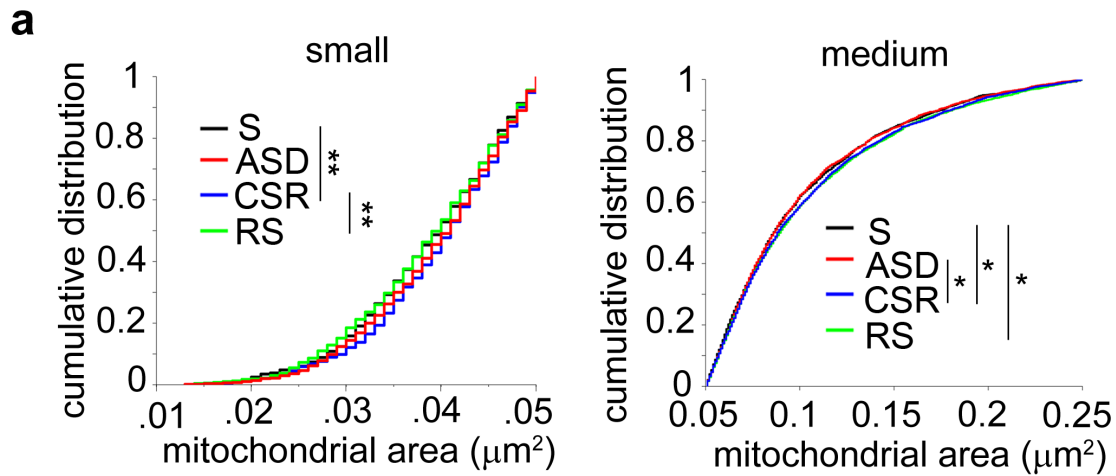 a
small
cumulative distribution
1
0.8
0.6
0.4
0.2
0
S
ASD
CSR
RS
**
**
.01 .02 .03 .04 .05
mitochondrial area (μm²)
medium
cumulative distribution
1
0.8
0.6
0.4
0.2
0
S
ASD
CSR
RS
* * *
0.05 0.1 0.15 0.2 0.25
mitochondrial area (μm²)